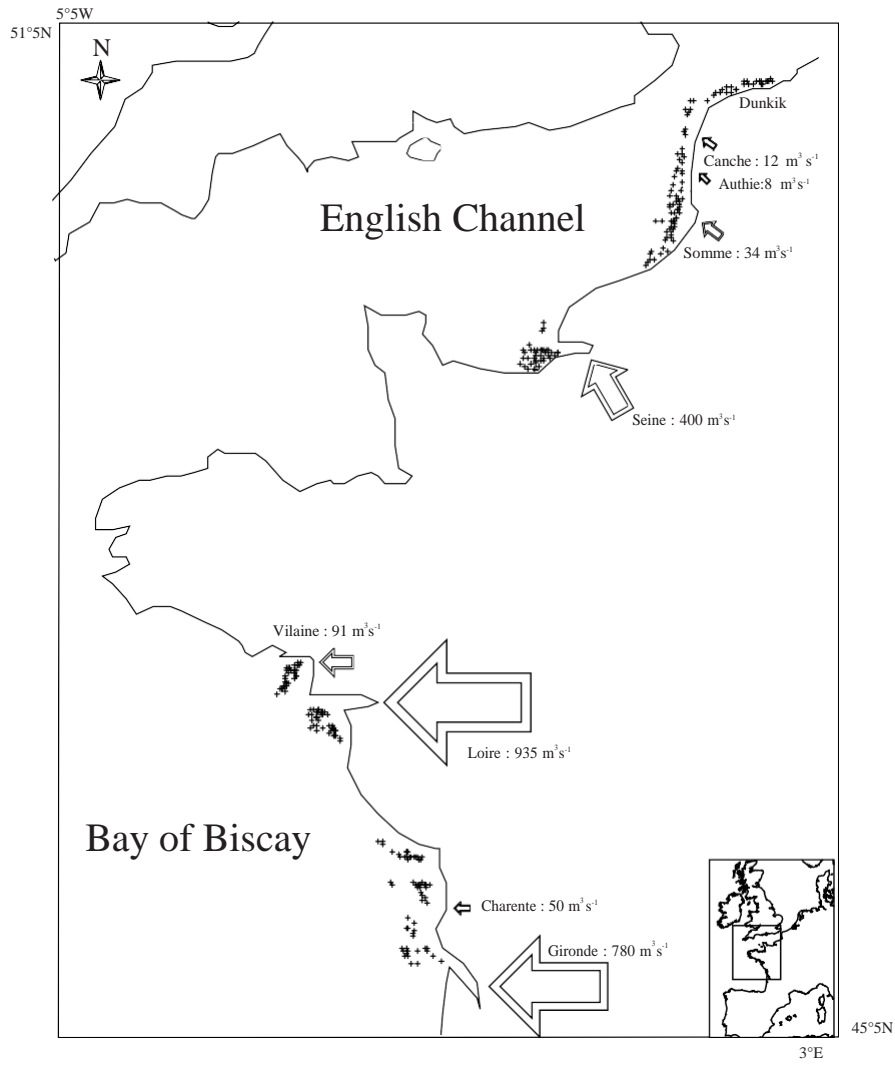 5°5W
51°5N
N
Dunkik
Canche : 12 m³ s⁻¹
Authie:8 m³ s⁻¹
English Channel
Somme : 34 m³s⁻¹
Seine : 400 m³s⁻¹
Vilaine : 91 m³s⁻¹
Loire : 935 m³s⁻¹
Bay of Biscay
Charente : 50 m³s⁻¹
Gironde : 780 m³s⁻¹
45°5N
3°E